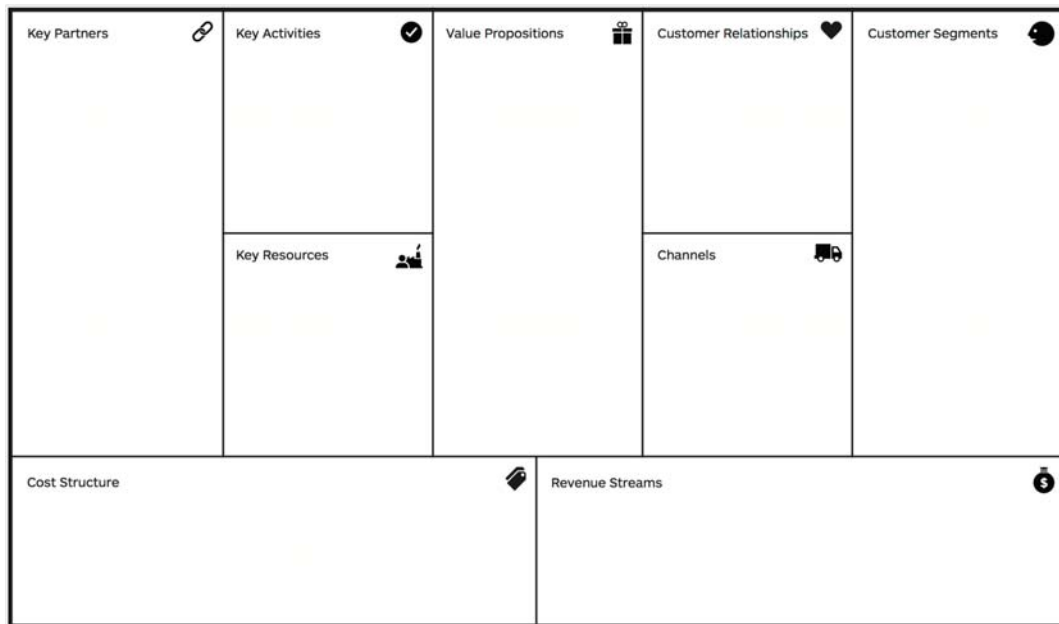 Key Partners
Key Activities
Value Propositions
Customer Relationships
Customer Segments
Key Resources
Channels
Cost Structure
Revenue Streams
$